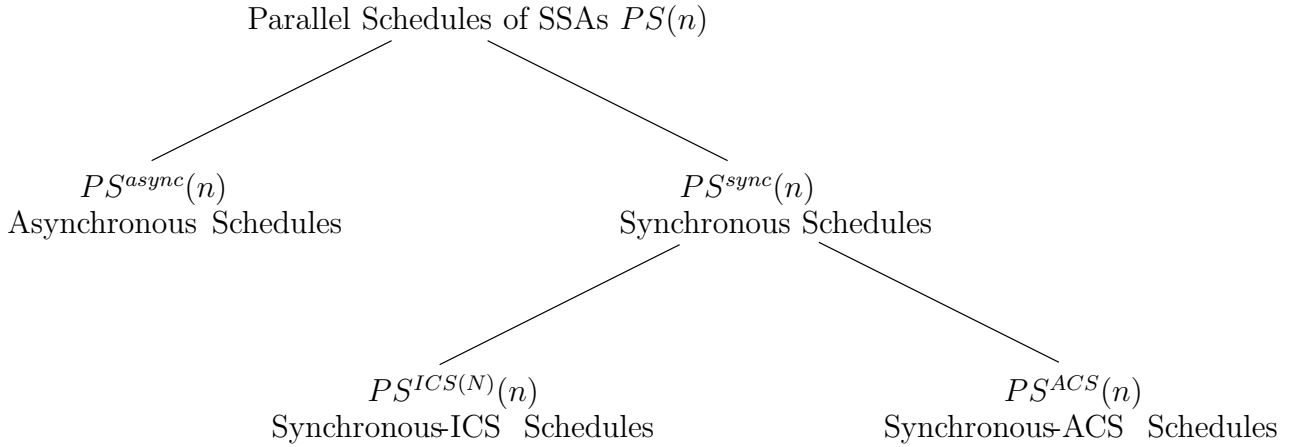 Parallel Schedules of SSAs PS(n)
PS^{async}(n)
Asynchronous Schedules
PS^{sync}(n)
Synchronous Schedules
PS^{ICS(N)}(n)
Synchronous-ICS Schedules
PS^{ACS}(n)
Synchronous-ACS Schedules